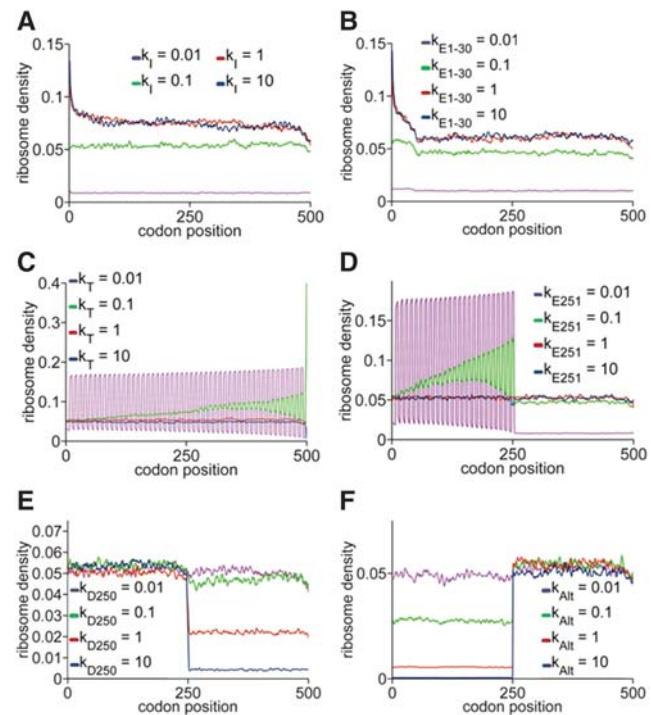 A
0.15
0.1
0.05
0
ribosome density
k_I = 0.01
k_I = 1
k_I = 0.1
k_I = 10
0
250
500
codon position
B
0.15
0.1
0.05
0
ribosome density
k_E1-30 = 0.01
k_E1-30 = 0.1
k_E1-30 = 1
k_E1-30 = 10
0
250
500
codon position
C
0.4
0.3
0.2
0.1
0
ribosome density
k_T = 0.01
k_T = 0.1
k_T = 1
k_T = 10
0
250
500
codon position
D
0.15
0.1
0.05
0
ribosome density
k_E251 = 0.01
k_E251 = 0.1
k_E251 = 1
k_E251 = 10
0
250
500
codon position
E
0.07
0.06
0.05
0.04
0.03
0.02
0.01
0
ribosome density
k_D250 = 0.01
k_D250 = 0.1
k_D250 = 1
k_D250 = 10
0
250
500
codon position
F
0.05
0
ribosome density
k_Alt = 0.01
k_Alt = 0.1
k_Alt = 1
k_Alt = 10
0
250
500
codon position